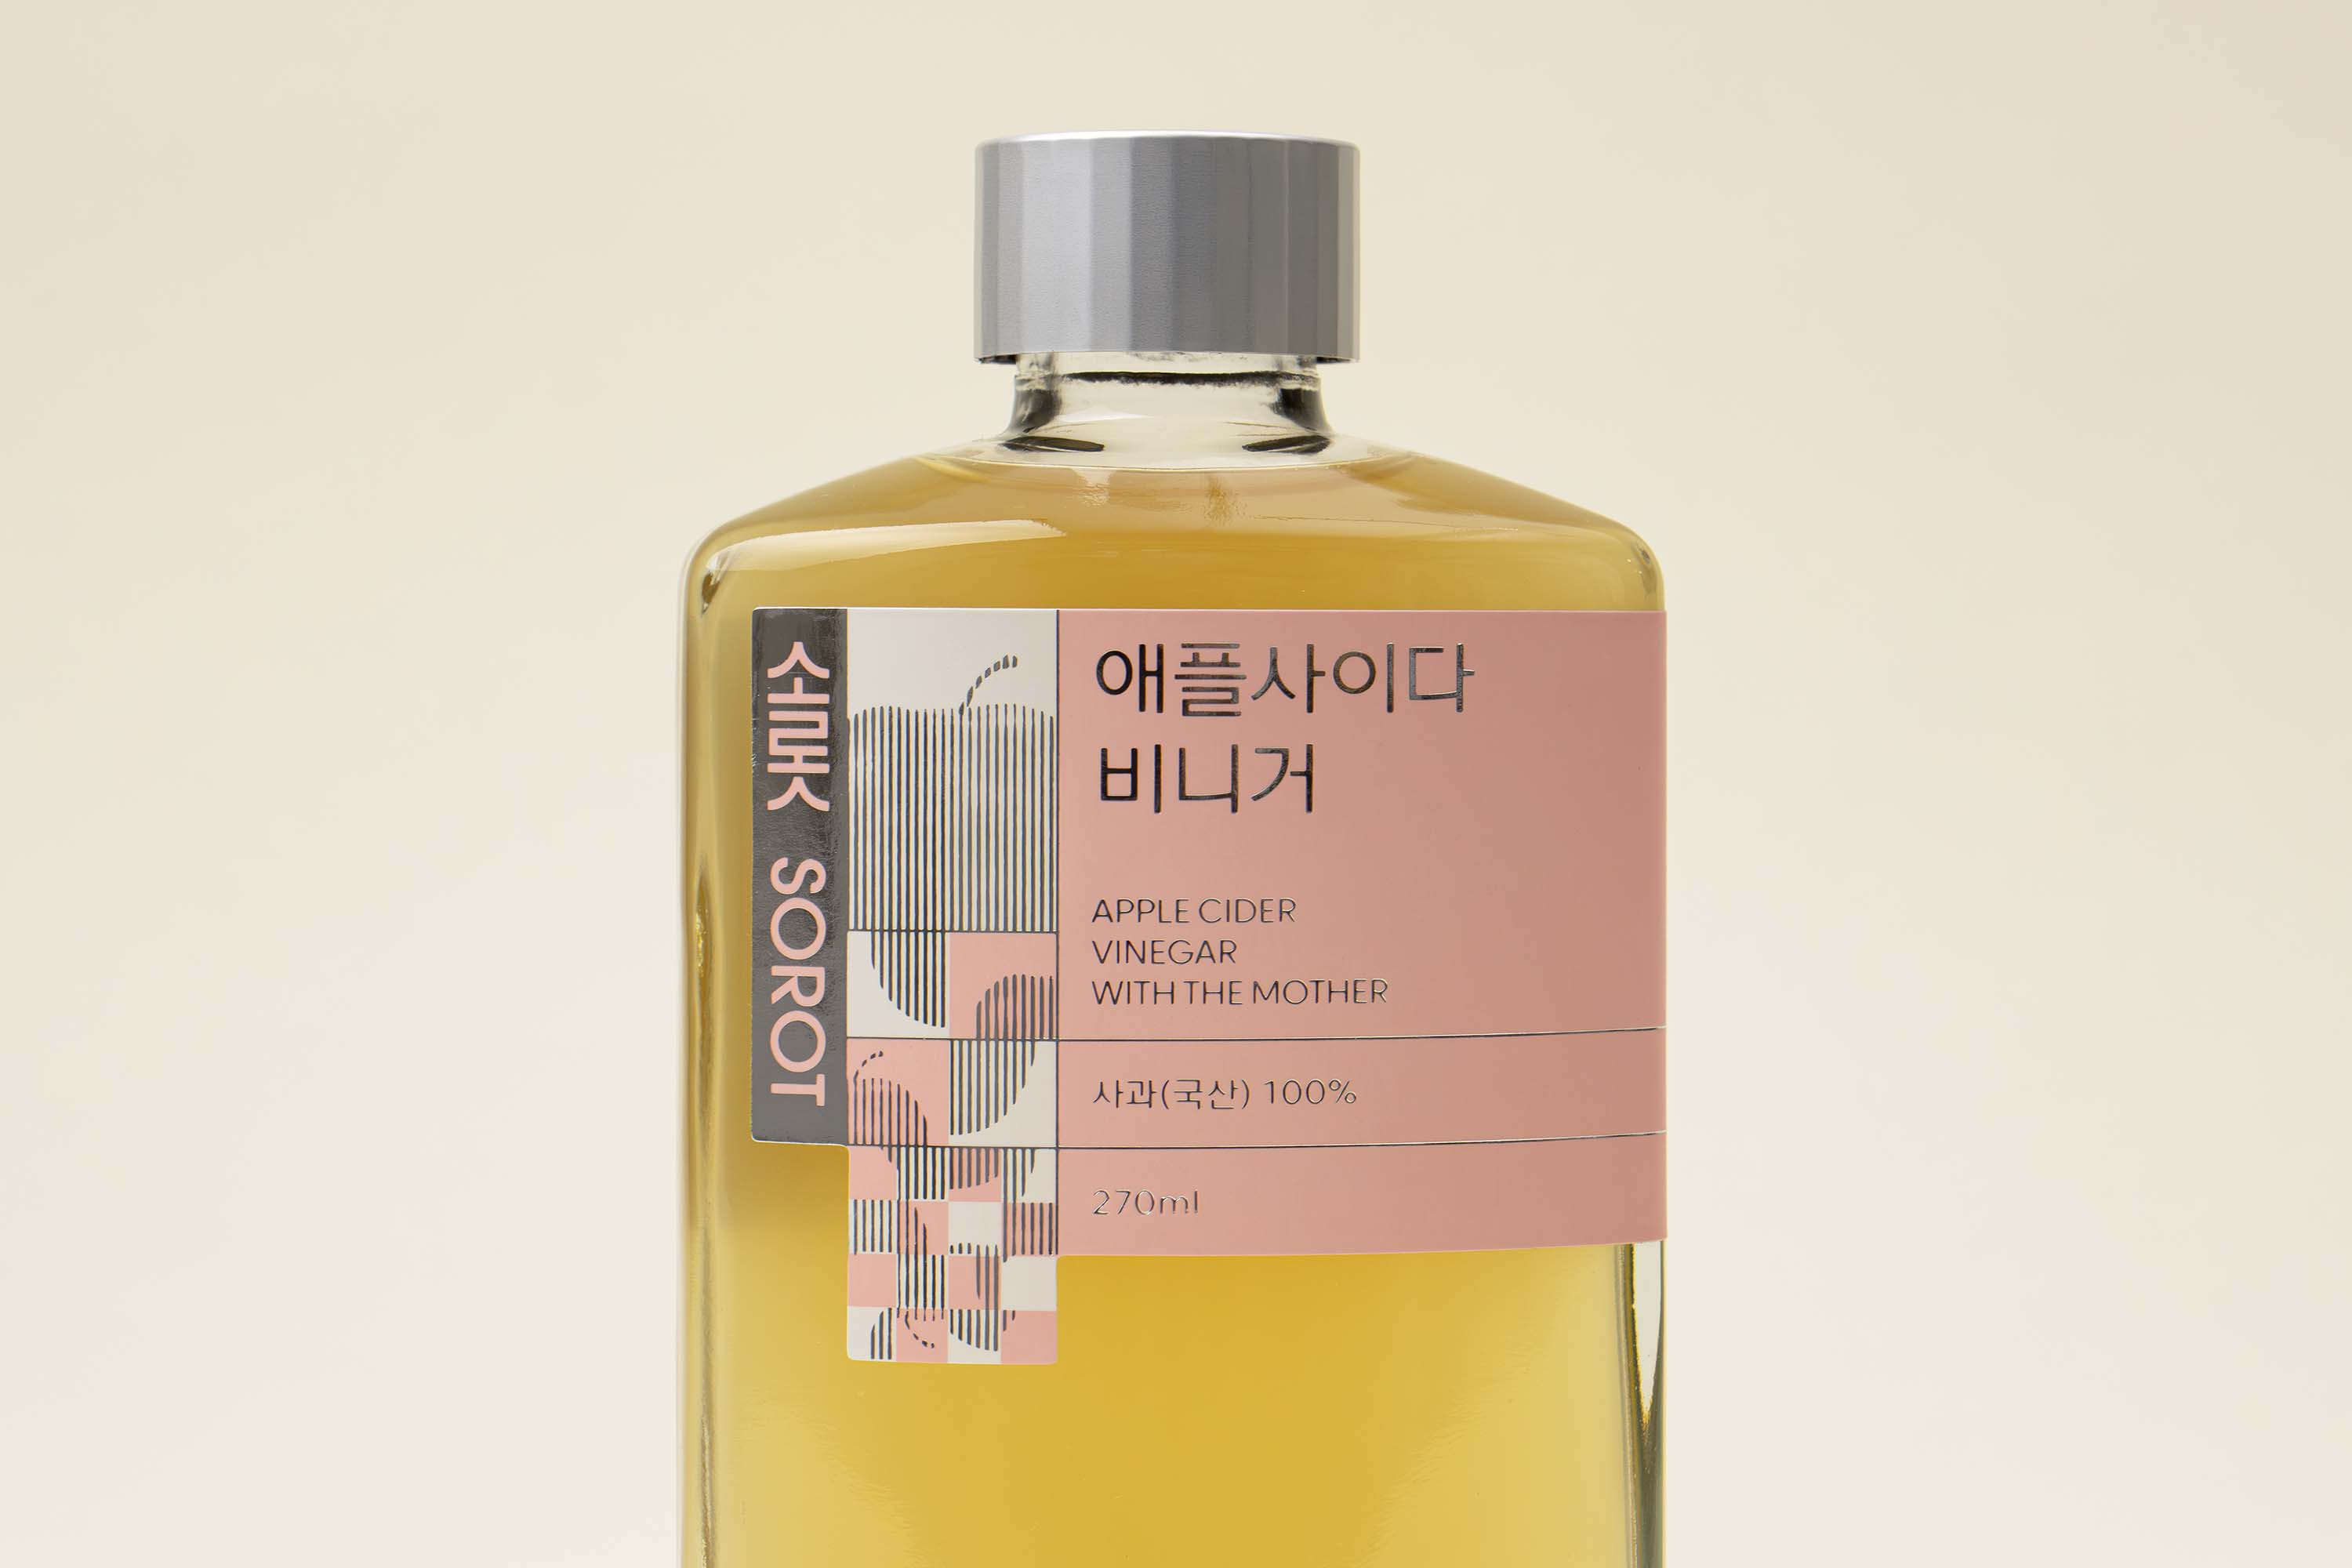 소롯 SOROT
애플사이다
비니거
APPLE CIDER
VINEGAR
WITH THE MOTHER
사과(국산) 100%
270ml